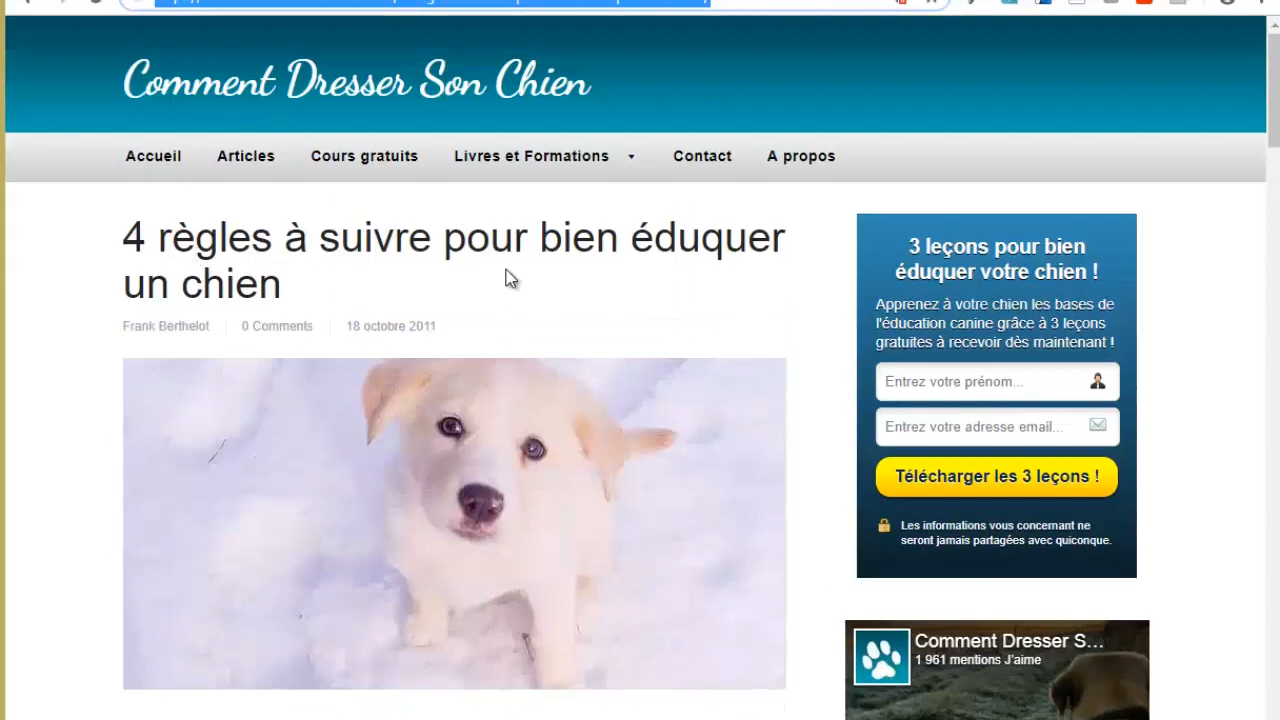 Comment Dresser Son Chien
Accueil Articles Cours gratuits Livres et Formations Contact A propos
4 règles à suivre pour bien éduquer
un chien
Frank Berthelot 0 Comments 18 octobre 2011
3 leçons pour bien
éduquer votre chien !
Apprenez à votre chien les bases de
l'éducation canine grâce à 3 leçons
gratuites à recevoir dès maintenant !
Entrez votre prénom...
Entrez votre adresse email...
Télécharger les 3 leçons !
Les informations vous concernant ne
seront jamais partagées avec quiconque.
Comment Dresser S...
1 961 mentions J'aime